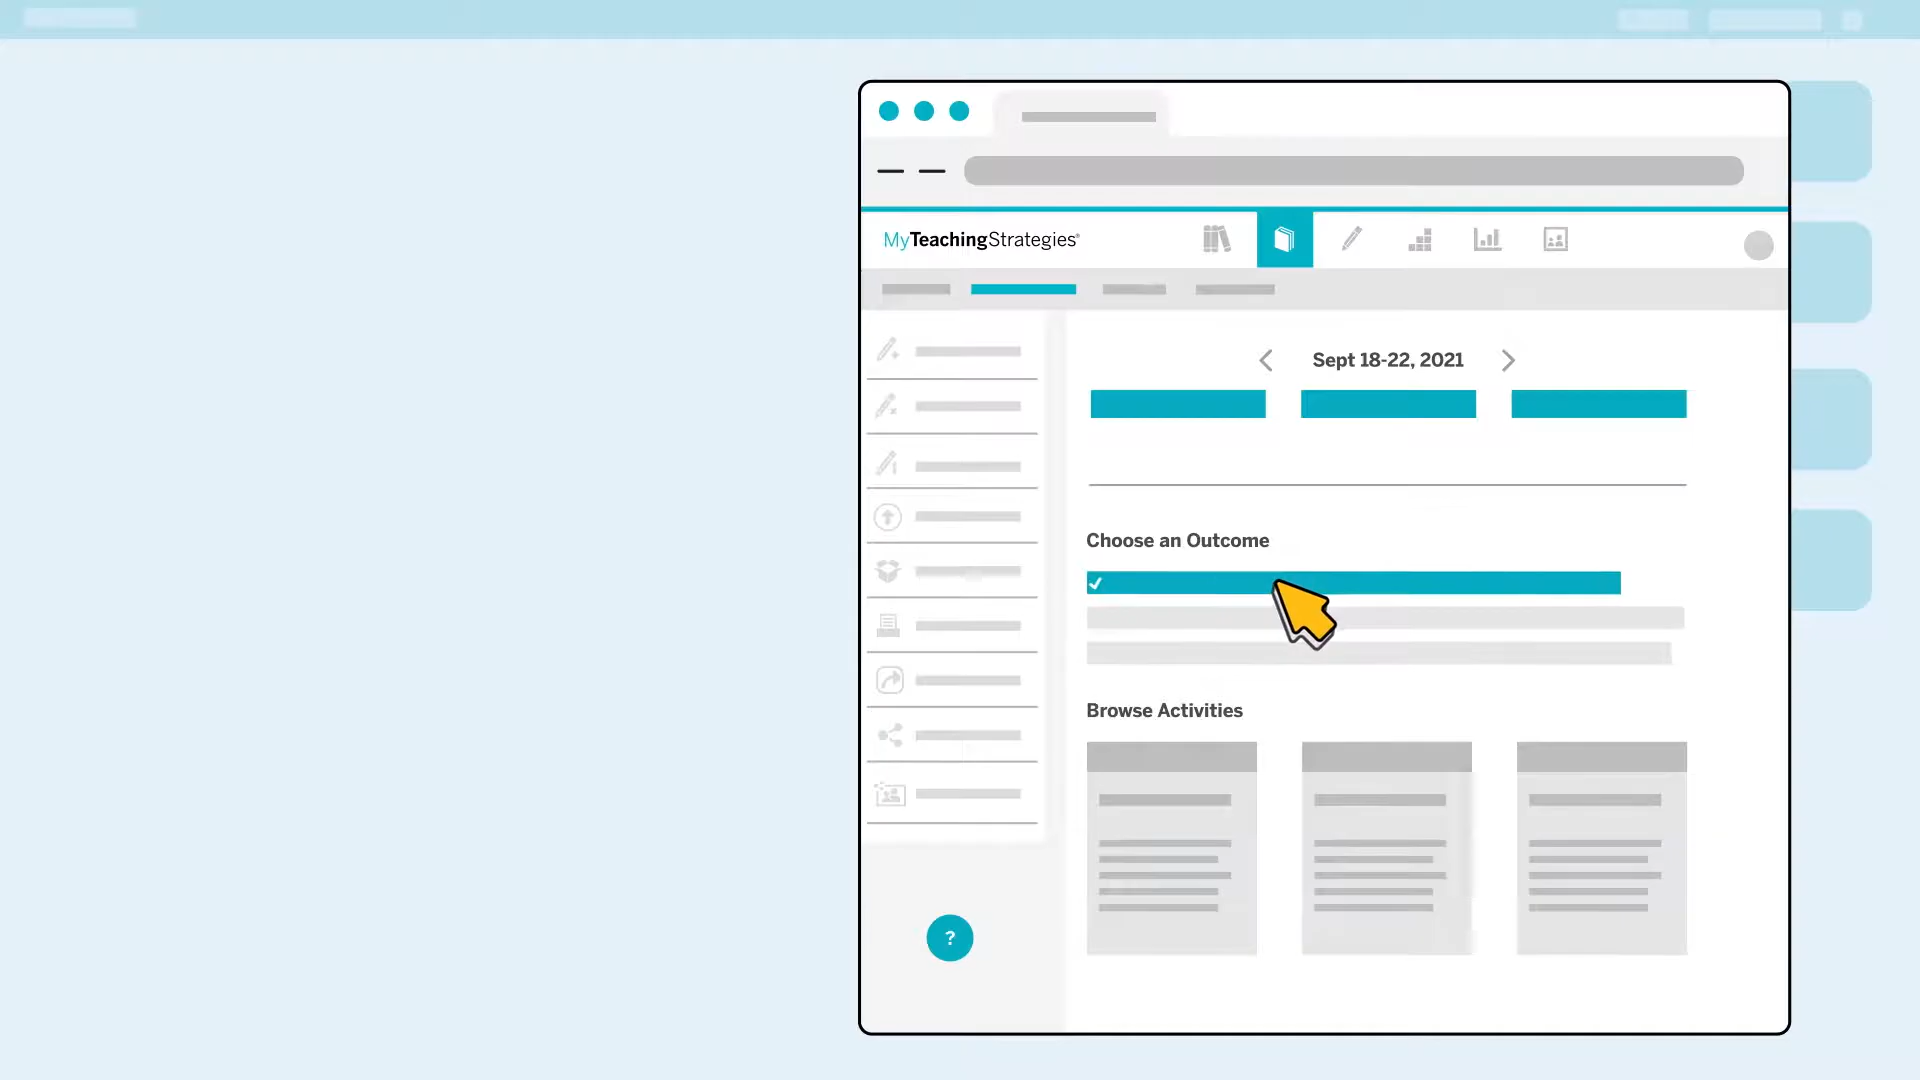 MyTeachingStrategies®
Sept 18-22, 2021
Choose an Outcome
Browse Activities
?